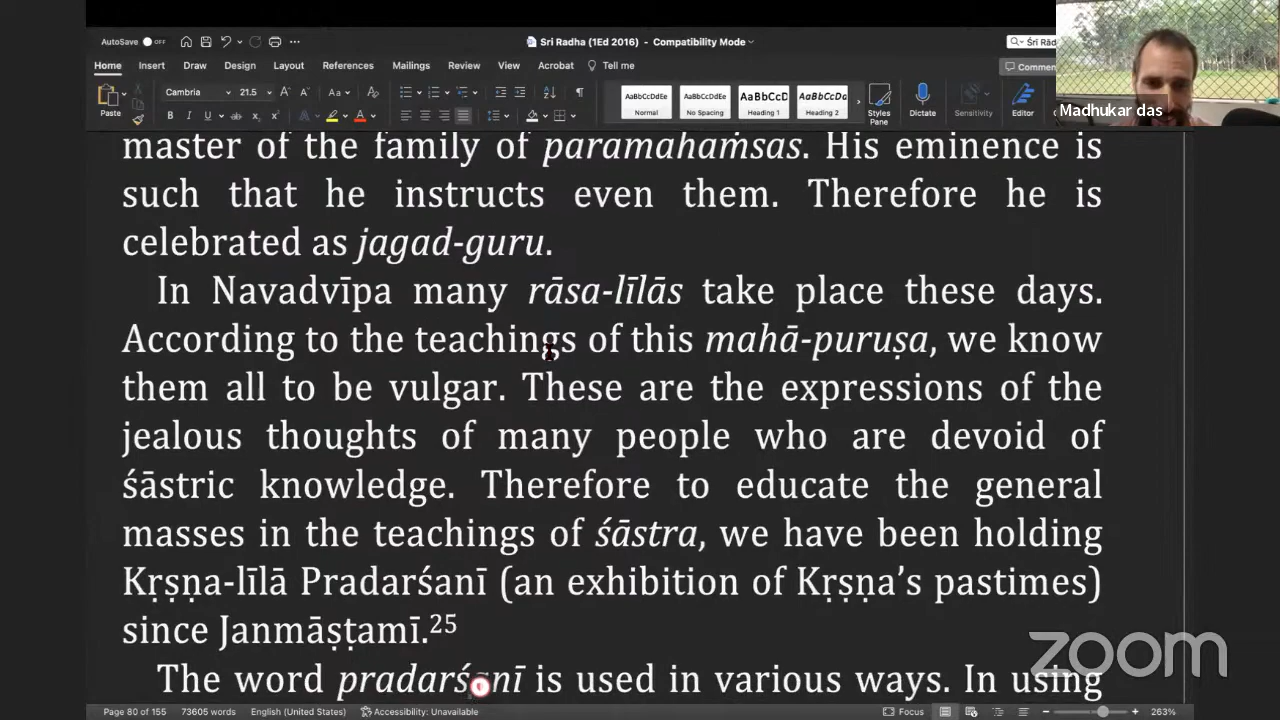 AutoSave OFF
Sri Radha (1Ed 2016) - Compatibility Mode
Home Insert Draw Design Layout References Mailings Review View Acrobat Tell me
Commen
Madhukar das
Paste
Cambria 21.5
AaBbCcDdEe AaBbCcDdEe AaBbCcD AaBbCcDc
Normal No Spacing Heading 1 Heading 2
Styles Pane
Dictate
Sensitivity
Editor
master of the family of paramahaṁsas. His eminence is
such that he instructs even them. Therefore he is
celebrated as jagad-guru.
In Navadvīpa many rāsa-līlās take place these days.
According to the teachings of this mahā-puruṣa, we know
them all to be vulgar. These are the expressions of the
jealous thoughts of many people who are devoid of
śāstric knowledge. Therefore to educate the general
masses in the teachings of śāstra, we have been holding
Kṛṣṇa-līlā Pradarśanī (an exhibition of Kṛṣṇa’s pastimes)
since Janmāṣṭamī.25
The word pradarśanī is used in various ways. In using
zoom
Page 80 of 155 73605 words English (United States) Accessibility: Unavailable Focus 263%